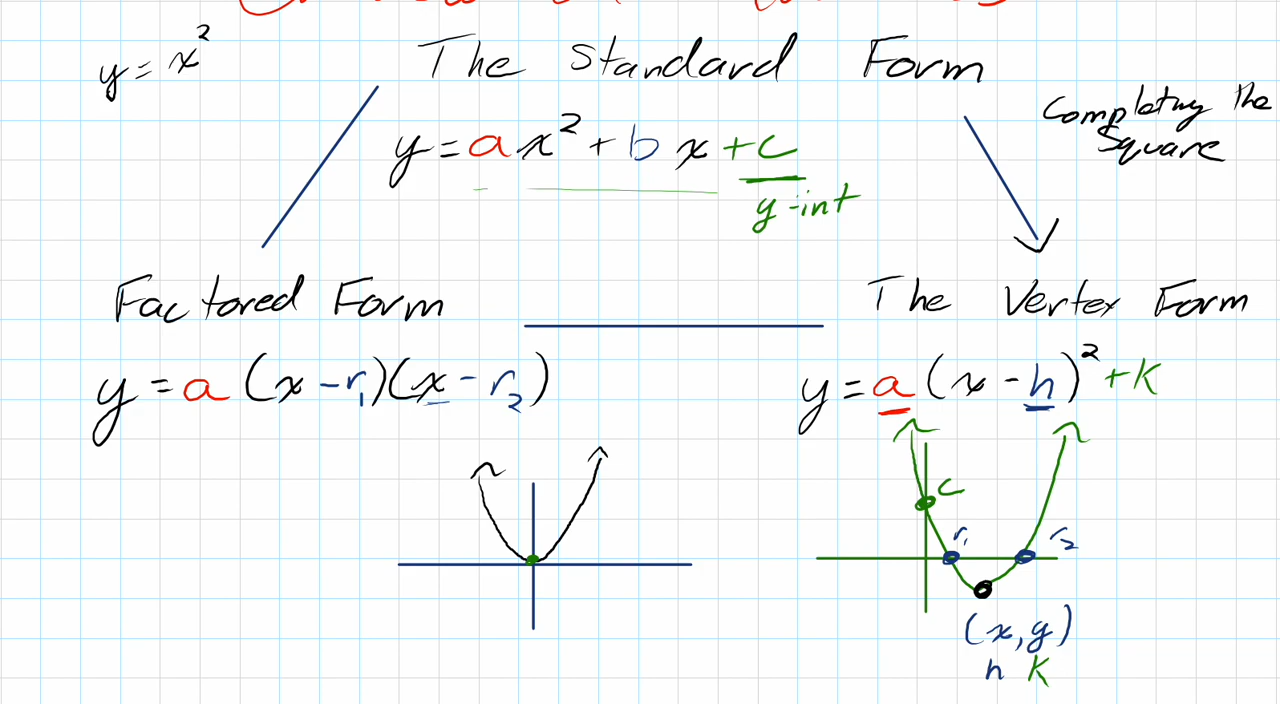 y = x²
The Standard Form
y = ax² + bx + c
y-int
Completing the
Square
Factored Form
The Vertex Form
y = a(x - r₁)(x - r₂)
y = a(x - h)² + k
c
r₁ r₂
(x, y)
h k